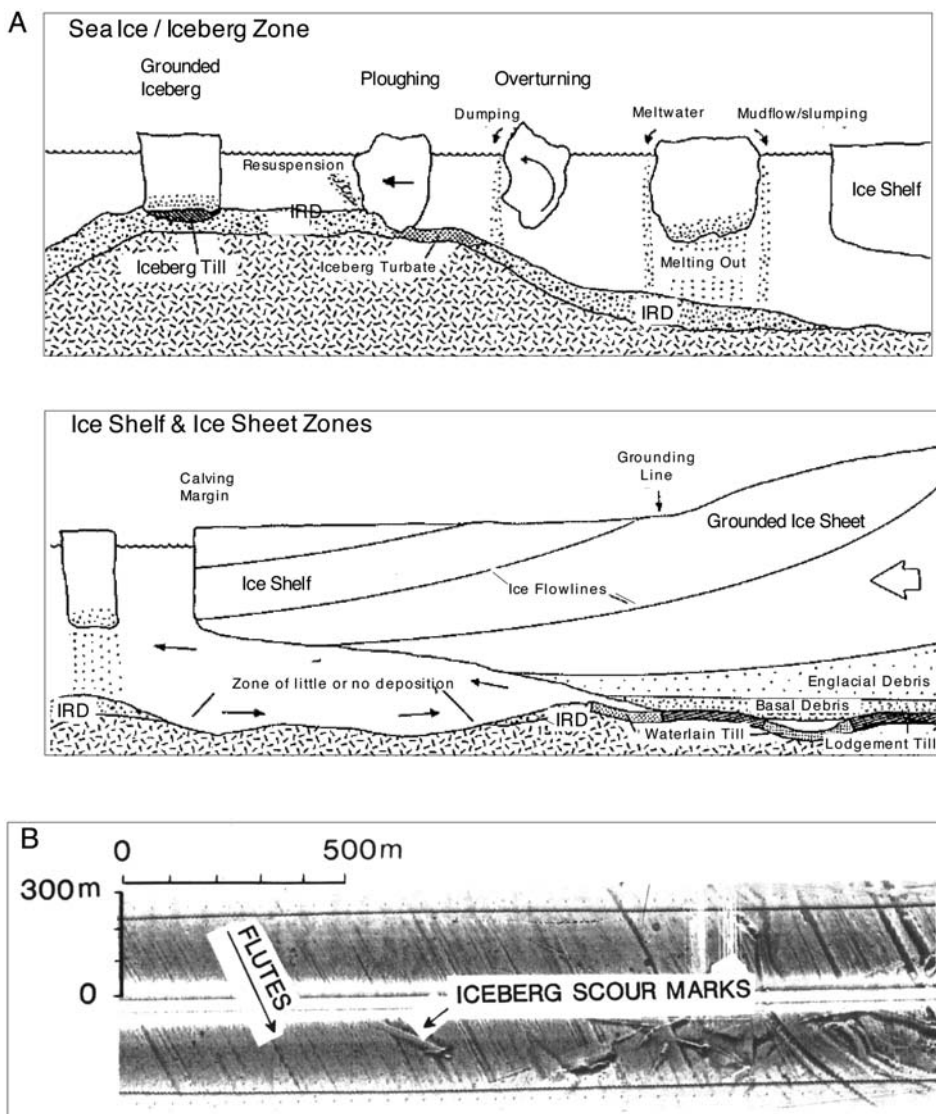 A
Sea Ice / Iceberg Zone
Grounded
Iceberg
Ploughing
Overturning
Dumping
Meltwater
Mudflow/slumping
Resuspension
IRD
Ice Shelf
Iceberg Till
Iceberg Turbate
Melting Out
IRD
Ice Shelf & Ice Sheet Zones
Calving
Margin
Grounding
Line
Grounded Ice Sheet
Ice Shelf
Ice Flowlines
Zone of little or no deposition
Englacial Debris
Basal Debris
IRD
IRD
Waterlain Till
Lodgement Till
B
0
500m
300m
0
FLUTES
ICEBERG SCOUR MARKS